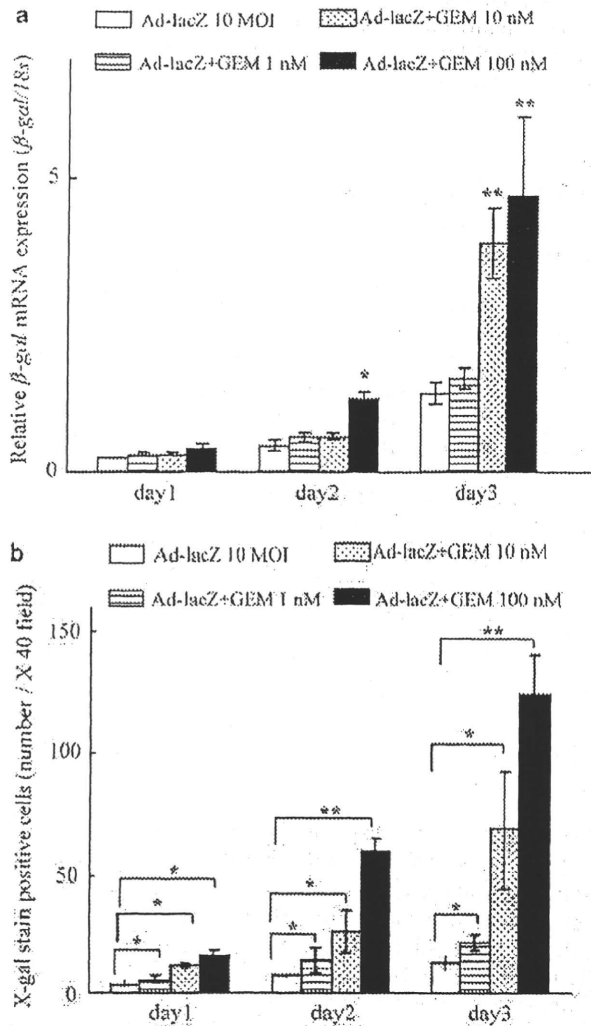 a
Ad-lacZ 10 MOI Ad-lacZ+GEM 10 nM
Ad-lacZ+GEM 1 nM Ad-lacZ+GEM 100 nM
Relative β-gal mRNA expression (β-gal/18s)
5
0
*
**
**
day1 day2 day3
b
Ad-lacZ 10 MOI Ad-lacZ+GEM 10 nM
Ad-lacZ+GEM 1 nM Ad-lacZ+GEM 100 nM
X-gal stain positive cells (number / X 40 field)
150
100
50
0
*
*
*
**
*
*
**
*
*
day1 day2 day3